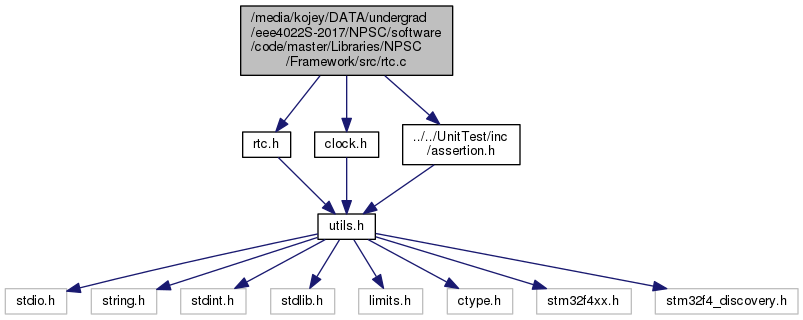 /media/kojey/DATA/undergrad
/eee4022S-2017/NPSC/software
/code/master/Libraries/NPSC
/Framework/src/rtc.c
rtc.h
clock.h
../../UnitTest/inc
/assertion.h
utils.h
stdio.h
string.h
stdint.h
stdlib.h
limits.h
ctype.h
stm32f4xx.h
stm32f4_discovery.h